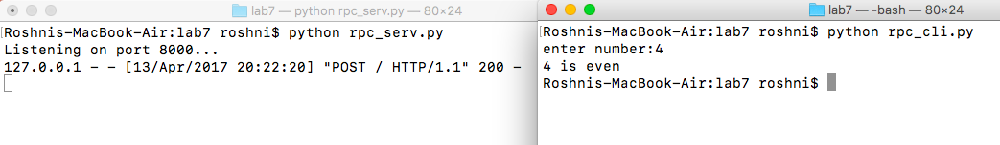 lab7 — python rpc_serv.py — 80×24
[Roshnis-MacBook-Air:lab7 roshni$ python rpc_serv.py
Listening on port 8000...
127.0.0.1 - - [13/Apr/2017 20:22:20] "POST / HTTP/1.1" 200 -
lab7 — -bash — 80×24
[Roshnis-MacBook-Air:lab7 roshni$ python rpc_cli.py
enter number:4
4 is even
Roshnis-MacBook-Air:lab7 roshni$